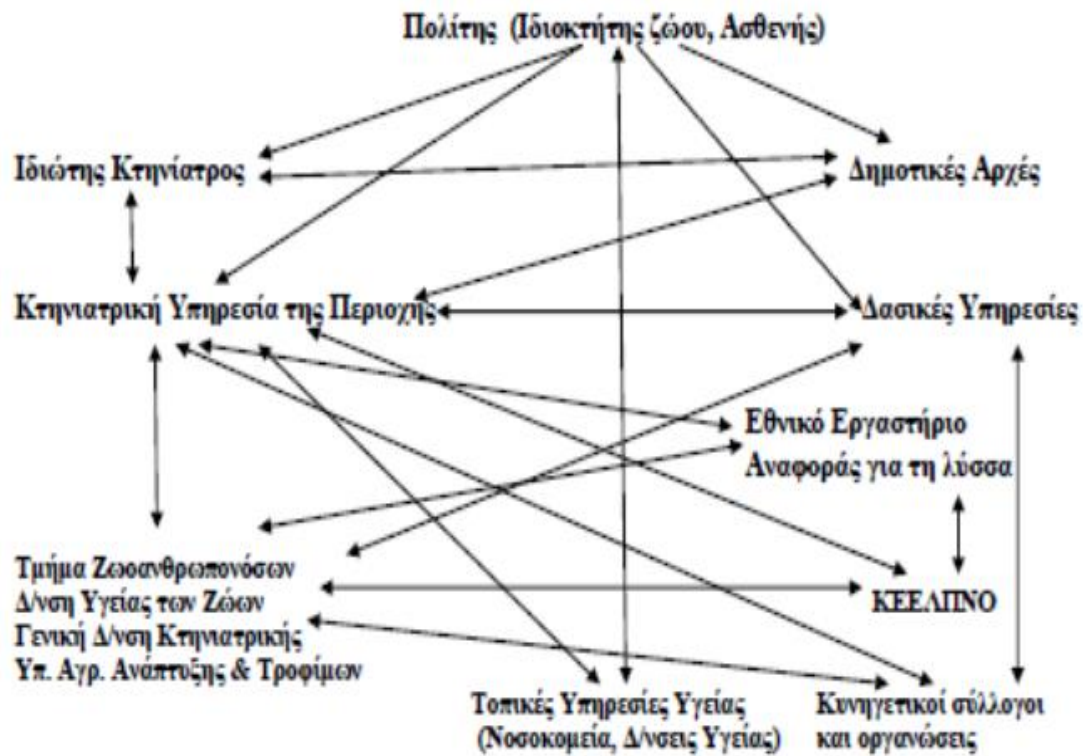 Πολίτης (Ιδιοκτήτης ζώου, Ασθενής)
Ιδιώτης Κτηνίατρος
Δημοτικές Αρχές
Κτηνιατρική Υπηρεσία της Περιοχής
Δασικές Υπηρεσίες
Εθνικό Εργαστήριο
Αναφοράς για τη λύσσα
Τμήμα Ζωοανθρωπονόσων
Δ/νση Υγείας των Ζώων
Γενική Δ/νση Κτηνιατρικής
Υπ. Αγρ. Ανάπτυξης & Τροφίμων
ΚΕΕΛΠΝΟ
Τοπικές Υπηρεσίες Υγείας
(Νοσοκομεία, Δ/νσεις Υγείας)
Κυνηγετικοί σύλλογοι
και οργανώσεις